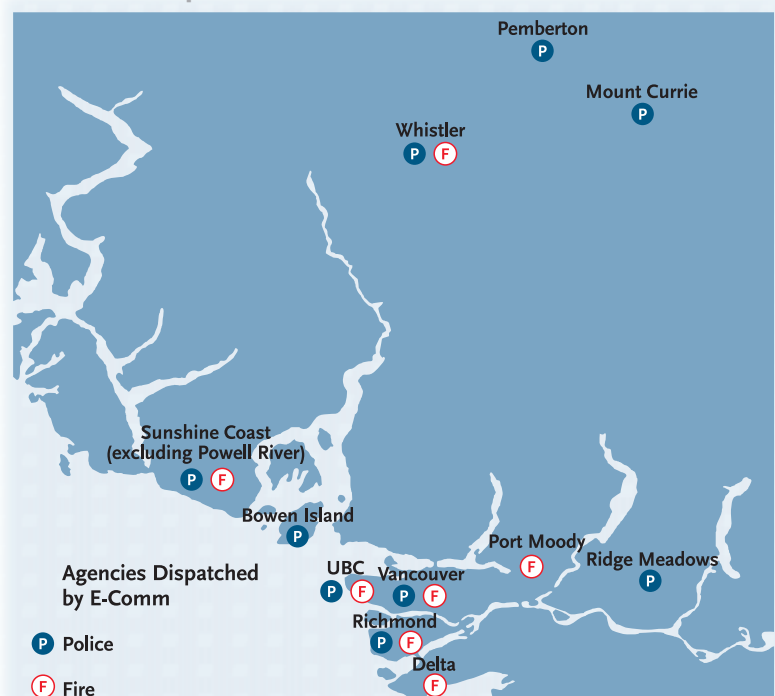 Pemberton
P
Mount Currie
P
Whistler
P F
Sunshine Coast
(excluding Powell River)
P F
Bowen Island
P
Port Moody
F
Ridge Meadows
P
UBC
P F
Vancouver
P F
Richmond
P F
Delta
F
Agencies Dispatched
by E-Comm
P Police
F Fire